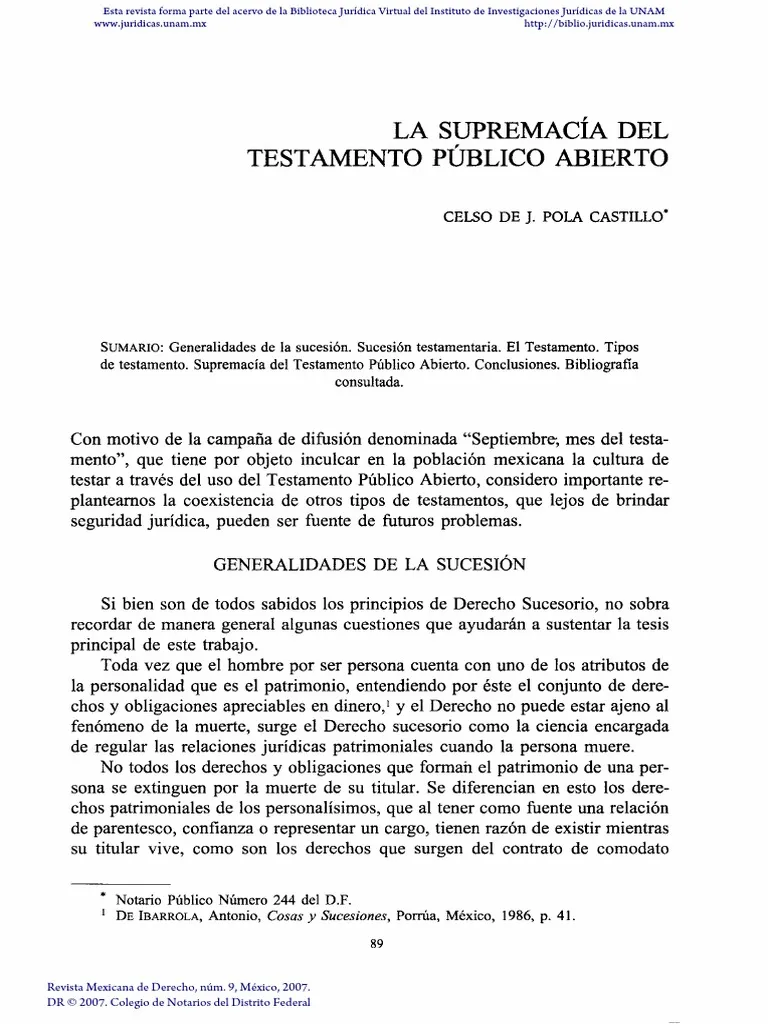 Esta revista forma parte del acervo de la Biblioteca Jurídica Virtual del Instituto de Investigaciones Jurídicas de la UNAM
www.juridicas.unam.mx http://biblio.juridicas.unam.mx
LA SUPREMACÍA DEL
TESTAMENTO PÚBLICO ABIERTO
CELSO DE J. POLA CASTILLO*
SUMARIO: Generalidades de la sucesión. Sucesión testamentaria. El Testamento. Tipos
de testamento. Supremacía del Testamento Público Abierto. Conclusiones. Bibliografía
consultada.
Con motivo de la campaña de difusión denominada “Septiembre, mes del testa-
mento”, que tiene por objeto inculcar en la población mexicana la cultura de
testar a través del uso del Testamento Público Abierto, considero importante re-
plantearnos la coexistencia de otros tipos de testamentos, que lejos de brindar
seguridad jurídica, pueden ser fuente de futuros problemas.
GENERALIDADES DE LA SUCESIÓN
Si bien son de todos sabidos los principios de Derecho Sucesorio, no sobra
recordar de manera general algunas cuestiones que ayudarán a sustentar la tesis
principal de este trabajo.
Toda vez que el hombre por ser persona cuenta con uno de los atributos de
la personalidad que es el patrimonio, entendiendo por éste el conjunto de dere-
chos y obligaciones apreciables en dinero,¹ y el Derecho no puede estar ajeno al
fenómeno de la muerte, surge el Derecho sucesorio como la ciencia encargada
de regular las relaciones jurídicas patrimoniales cuando la persona muere.
No todos los derechos y obligaciones que forman el patrimonio de una per-
sona se extinguen por la muerte de su titular. Se diferencian en esto los dere-
chos patrimoniales de los personalísimos, que al tener como fuente una relación
de parentesco, confianza o representar un cargo, tienen razón de existir mientras
su titular vive, como son los derechos que surgen del contrato de comodato
* Notario Público Número 244 del D.F.
¹ DE IBARROLA, Antonio, Cosas y Sucesiones, Porrúa, México, 1986, p. 41.
89
Revista Mexicana de Derecho, núm. 9, México, 2007.
DR © 2007. Colegio de Notarios del Distrito Federal